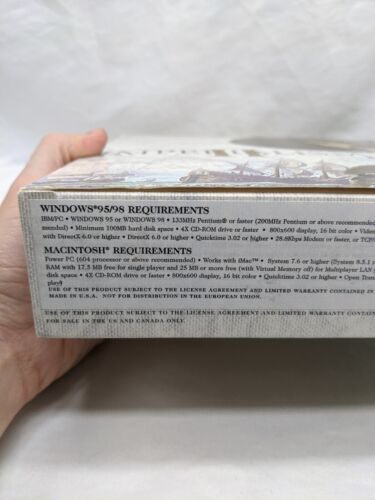 WINDOWS®95/98 REQUIREMENTS
IBM/PC • WINDOWS 95 or WINDOWS 98 • 133MHz Pentium® or faster (200MHz Pentium or above recommended
mended) • Minimum 100MB hard disk space • 4X CD-ROM drive or faster • 800x600 display, 16 bit color • Video
with DirectX 6.0 or higher • DirectX 6.0 or higher • Quicktime 3.02 or higher • 28.8Kbps Modem or faster, or TCP/
MACINTOSH® REQUIREMENTS
Power PC (604 processor or above recommended) • Works with iMac™ • System 7.6 or higher (System 8.5.1
RAM with 17.5 MB free for single player and 25 MB or more free (with Virtual Memory off) for Multiplayer LAN
disk space • 4X CD-ROM drive or faster • 800x600 display, 16 bit color • Quicktime 3.02 or higher • Open
play)
USE OF THIS PRODUCT IS SUBJECT TO THE LICENSE AGREEMENT AND LIMITED WARRANTY CONTAINED
MADE IN U.S.A. NOT FOR DISTRIBUTION IN THE EUROPEAN UNION.
USE OF THIS PRODUCT SUBJECT TO THE LICENSE AGREEMENT AND LIMITED WARRANTY CONTAINED IN
FOR SALE IN THE US AND CANADA ONLY.